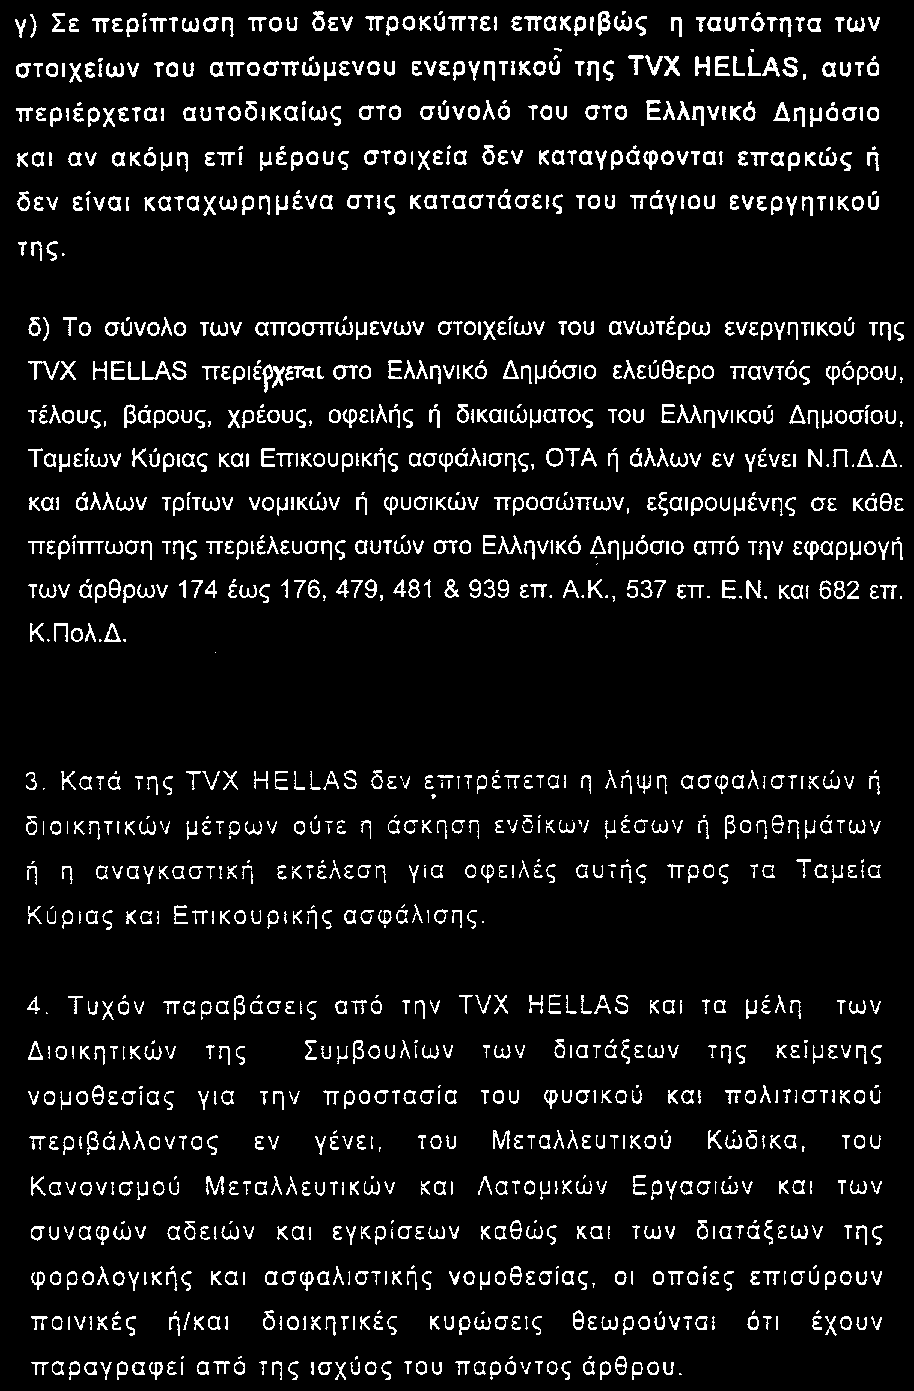 γ) Σε περίπτωση που δεν προκύπτει επακριβώς η ταυτότητα των
στοιχείων του αποσπώμενου ενεργητικού της TVX HELLAS, αυτό
περιέρχεται αυτοδικαίως στο σύνολό του στο Ελληνικό Δημόσιο
και αν ακόμη επί μέρους στοιχεία δεν καταγράφονται επαρκώς ή
δεν είναι καταχωρημένα στις καταστάσεις του πάγιου ενεργητικού
της.
δ) Το σύνολο των αποσπώμενων στοιχείων του ανωτέρω ενεργητικού της
TVX HELLAS περιέρχεται στο Ελληνικό Δημόσιο ελεύθερο παντός φόρου,
τέλους, βάρους, χρέους, οφειλής ή δικαιώματος του Ελληνικού Δημοσίου,
Ταμείων Κύριας και Επικουρικής ασφάλισης, ΟΤΑ ή άλλων εν γένει Ν.Π.Δ.Δ.
και άλλων τρίτων νομικών ή φυσικών προσώπων, εξαιρουμένης σε κάθε
περίπτωση της περιέλευσης αυτών στο Ελληνικό Δημόσιο από την εφαρμογή
των άρθρων 174 έως 176, 479, 481 & 939 επ. Α.Κ., 537 επ. Ε.Ν. και 682 επ.
Κ.Πολ.Δ.
3. Κατά της TVX HELLAS δεν επιτρέπεται η λήψη ασφαλιστικών ή
διοικητικών μέτρων ούτε η άσκηση ενδίκων μέσων ή βοηθημάτων
ή η αναγκαστική εκτέλεση για οφειλές αυτής προς τα Ταμεία
Κύριας και Επικουρικής ασφάλισης.
4. Τυχόν παραβάσεις από την TVX HELLAS και τα μέλη των
Διοικητικών της Συμβουλίων των διατάξεων της κείμενης
νομοθεσίας για την προστασία του φυσικού και πολιτιστικού
περιβάλλοντος εν γένει, του Μεταλλευτικού Κώδικα, του
Κανονισμού Μεταλλευτικών και Λατομικών Εργασιών και των
συναφών αδειών και εγκρίσεων καθώς και των διατάξεων της
φορολογικής και ασφαλιστικής νομοθεσίας, οι οποίες επισύρουν
ποινικές ή/και διοικητικές κυρώσεις θεωρούνται ότι έχουν
παραγραφεί από της ισχύος του παρόντος άρθρου.